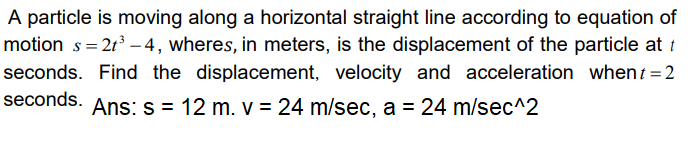 A particle is moving along a horizontal straight line according to equation of
motion s = 2t³ – 4, wheres, in meters, is the displacement of the particle at t
seconds. Find the displacement, velocity and acceleration when t = 2
seconds. Ans: s = 12 m. v = 24 m/sec, a = 24 m/sec^2